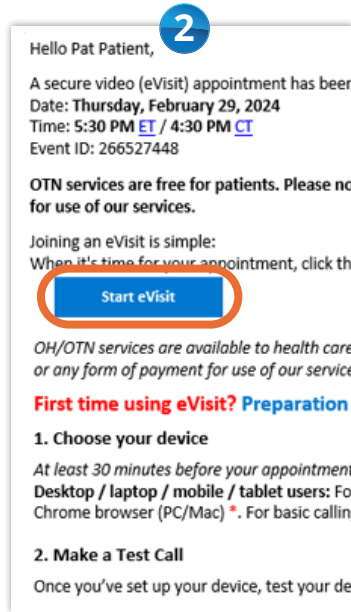 2
Hello Pat Patient,
A secure video (eVisit) appointment has been
Date: Thursday, February 29, 2024
Time: 5:30 PM ET / 4:30 PM CT
Event ID: 266527448
OTN services are free for patients. Please no
for use of our services.
Joining an eVisit is simple:
When it's time for your appointment, click th
Start eVisit
OH/OTN services are available to health care
or any form of payment for use of our service
First time using eVisit? Preparation
1. Choose your device
At least 30 minutes before your appointment
Desktop / laptop / mobile / tablet users: Fo
Chrome browser (PC/Mac) *. For basic calling
2. Make a Test Call
Once you've set up your device, test your de